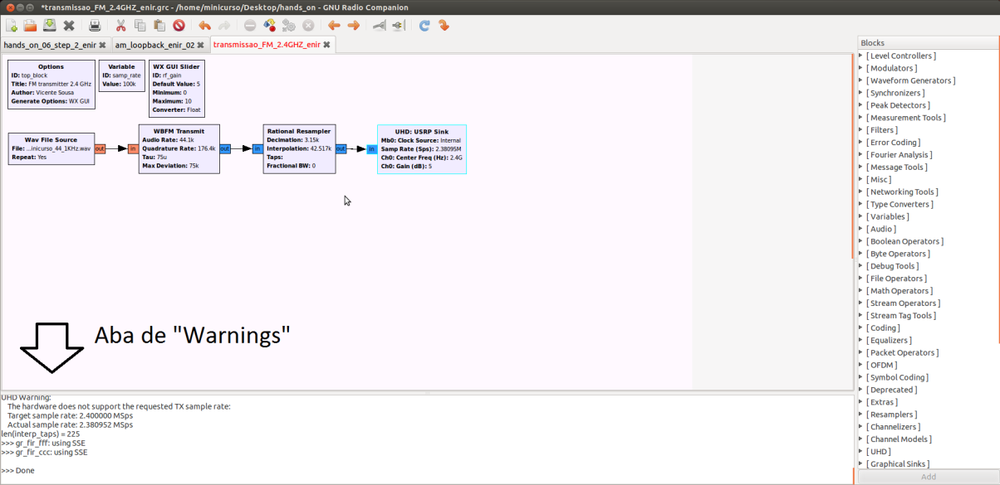 *transmissao_FM_2.4GHZ_enir.grc - /home/minicurso/Desktop/hands_on - GNU Radio Companion
hands_on_06_step_2_enir
am_loopback_enir_02
transmissao_FM_2.4GHZ_enir
Options
ID: top_block
Title: FM transmitter 2.4 GHz
Author: Vicente Sousa
Generate Options: WX GUI
Variable
ID: samp_rate
Value: 100k
WX GUI Slider
ID: rf_gain
Default Value: 5
Minimum: 0
Maximum: 10
Converter: Float
Wav File Source
File: ...inicurso_44_1KHz.wav
Repeat: Yes
out
in
WBFM Transmit
Audio Rate: 44.1k
Quadrature Rate: 176.4k
Tau: 75u
Max Deviation: 75k
out
in
Rational Resampler
Decimation: 3.15k
Interpolation: 42.517k
Taps:
Fractional BW: 0
out
in
UHD: USRP Sink
Mb0: Clock Source: Internal
Samp Rate (Sps): 2.38095M
Ch0: Center Freq (Hz): 2.4G
Ch0: Gain (dB): 5
Aba de "Warnings"
UHD Warning:
The hardware does not support the requested TX sample rate:
Target sample rate: 2.400000 MSps
Actual sample rate: 2.380952 MSps
len(interp_taps) = 225
>>> gr_fir_fff: using SSE
>>> gr_fir_ccc: using SSE
>>> Done
Blocks
[ Level Controllers ]
[ Modulators ]
[ Waveform Generators ]
[ Synchronizers ]
[ Peak Detectors ]
[ Measurement Tools ]
[ Filters ]
[ Error Coding ]
[ Fourier Analysis ]
[ Message Tools ]
[ Misc ]
[ Networking Tools ]
[ Type Converters ]
[ Variables ]
[ Audio ]
[ Boolean Operators ]
[ Byte Operators ]
[ Debug Tools ]
[ File Operators ]
[ Math Operators ]
[ Stream Operators ]
[ Stream Tag Tools ]
[ Coding ]
[ Equalizers ]
[ Packet Operators ]
[ OFDM ]
[ Symbol Coding ]
[ Deprecated ]
[ Extras ]
[ Resamplers ]
[ Channelizers ]
[ Channel Models ]
[ UHD ]
[ Graphical Sinks ]
Add